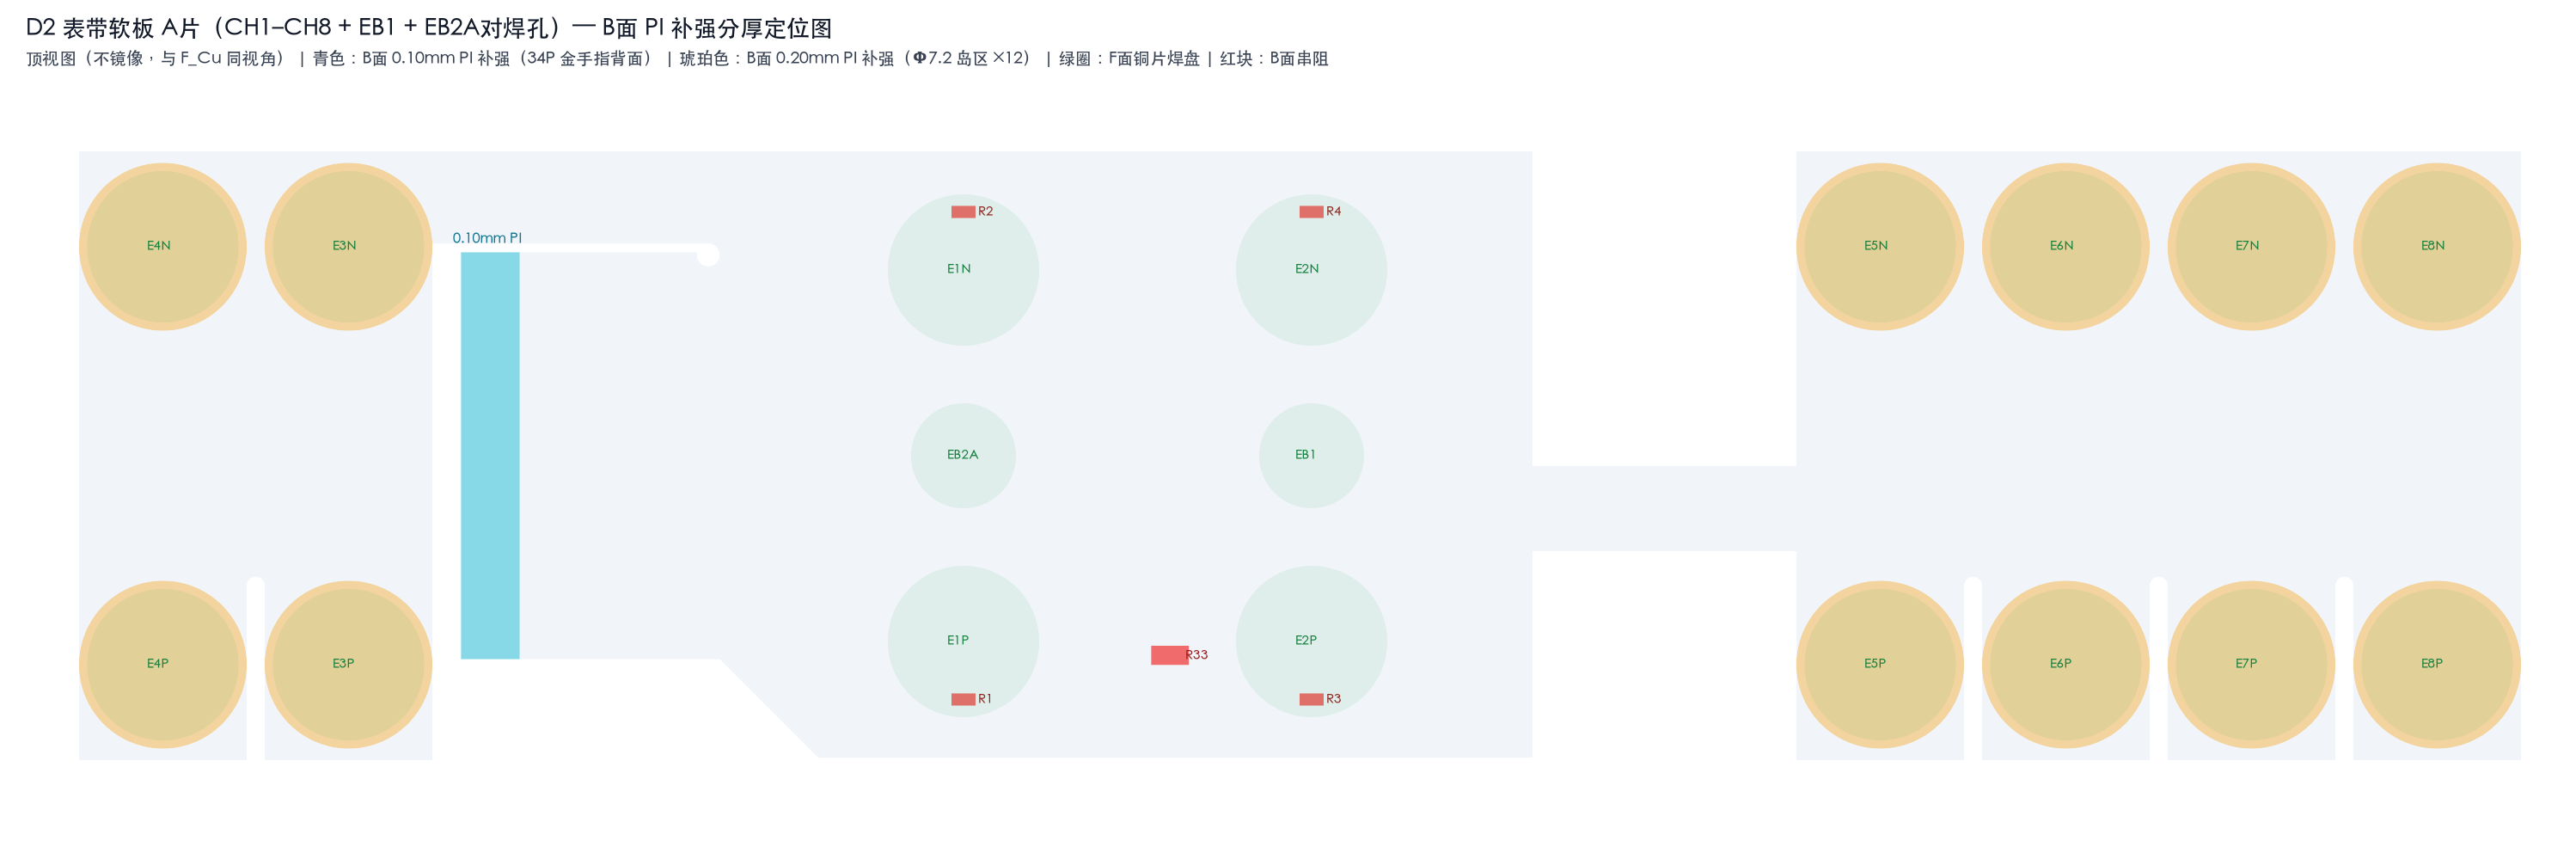 D2 表带软板 A片（CH1–CH8 + EB1 + EB2A对焊孔）— B面 PI 补强分厚定位图
顶视图（不镜像，与 F_Cu 同视角） | 青色：B面 0.10mm PI 补强（34P 金手指背面） | 琥珀色：B面 0.20mm PI 补强（Φ7.2 岛区 ×12） | 绿圈：F面铜片焊盘 | 红块：B面串阻
R2
R4
0.10mm PI
E4N
E3N
E5N
E6N
E7N
E8N
E1N
E2N
EB2A
EB1
E1P
E2P
R33
E4P
E3P
E5P
E6P
E7P
E8P
R1
R3